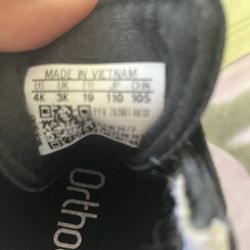 MADE IN VIETNAM
US UK FR JP CHN
4K 3K 19 110 105
Ortho